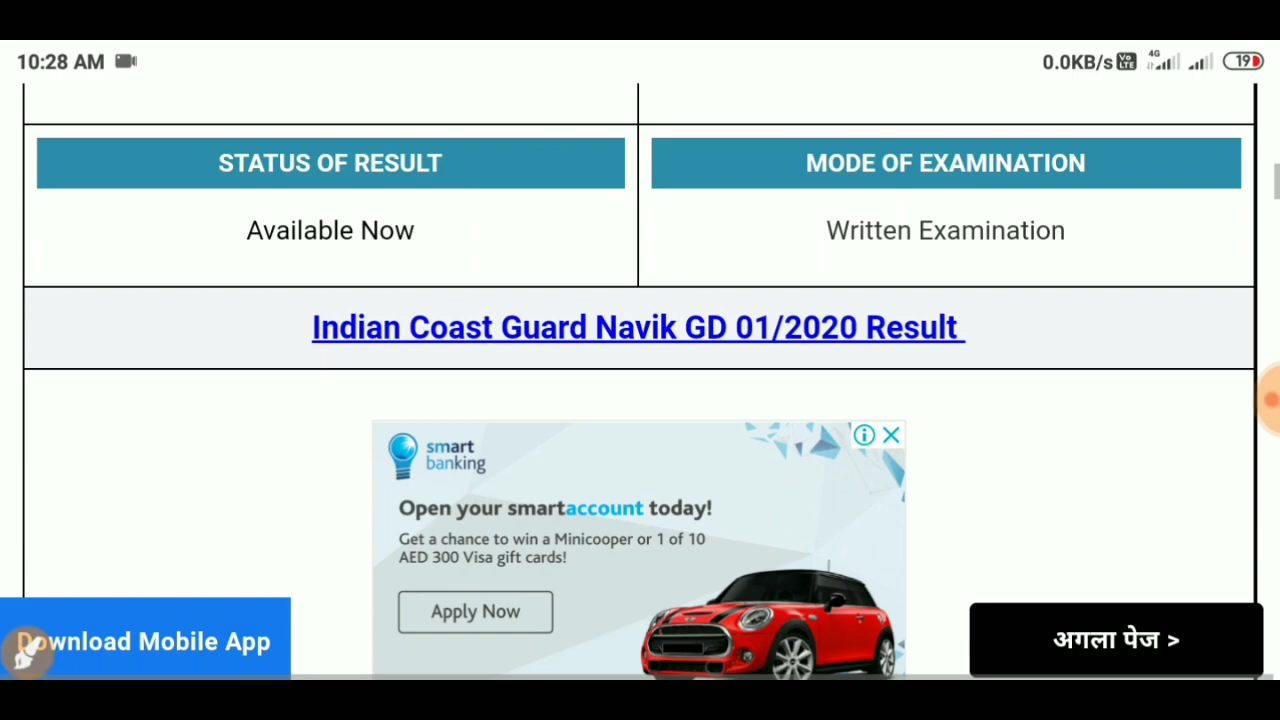 10:28 AM
0.0KB/s Vo LTE 4G 19
STATUS OF RESULT
MODE OF EXAMINATION
Available Now
Written Examination
Indian Coast Guard Navik GD 01/2020 Result
smart
banking
Open your smartaccount today!
Get a chance to win a Minicooper or 1 of 10
AED 300 Visa gift cards!
Apply Now
Download Mobile App
अगला पेज >